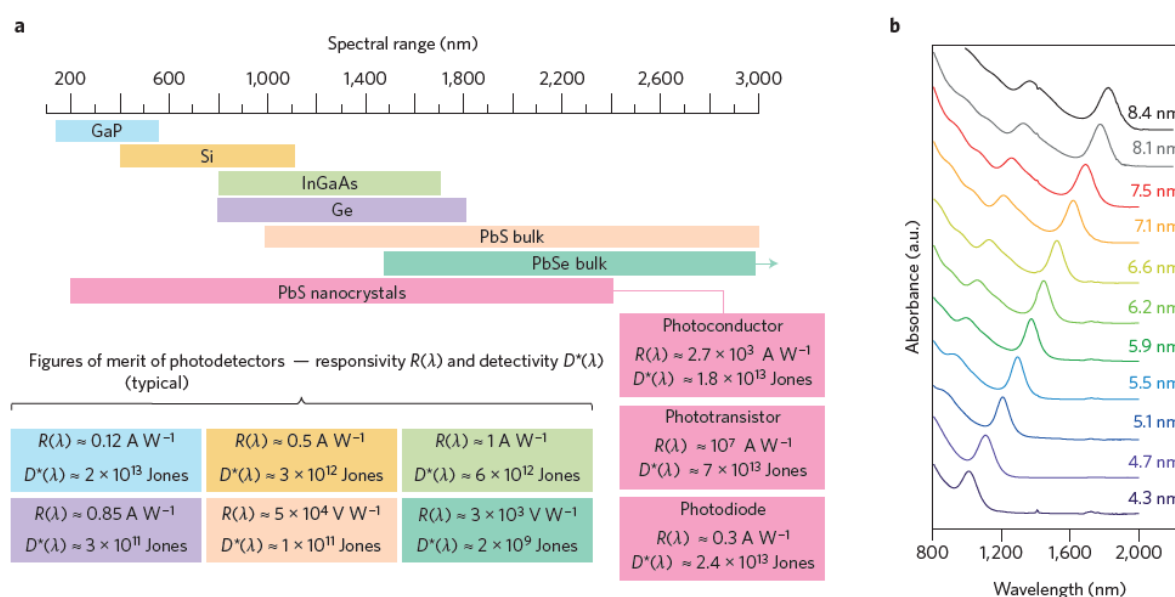 a
Spectral range (nm)
200 600 1,000 1,400 1,800 2,200 2,600 3,000
GaP
Si
InGaAs
Ge
PbS bulk
PbSe bulk
PbS nanocrystals
Figures of merit of photodetectors — responsivity R(λ) and detectivity D*(λ)
(typical)
R(λ) ≈ 0.12 A W⁻¹
D*(λ) ≈ 2 × 10¹³ Jones
R(λ) ≈ 0.5 A W⁻¹
D*(λ) ≈ 3 × 10¹² Jones
R(λ) ≈ 1 A W⁻¹
D*(λ) ≈ 6 × 10¹² Jones
R(λ) ≈ 0.85 A W⁻¹
D*(λ) ≈ 3 × 10¹¹ Jones
R(λ) ≈ 5 × 10⁴ V W⁻¹
D*(λ) ≈ 1 × 10¹¹ Jones
R(λ) ≈ 3 × 10³ V W⁻¹
D*(λ) ≈ 2 × 10⁹ Jones
Photoconductor
R(λ) ≈ 2.7 × 10³ A W⁻¹
D*(λ) ≈ 1.8 × 10¹³ Jones
Phototransistor
R(λ) ≈ 10⁷ A W⁻¹
D*(λ) ≈ 7 × 10¹³ Jones
Photodiode
R(λ) ≈ 0.3 A W⁻¹
D*(λ) ≈ 2.4 × 10¹³ Jones
b
Absorbance (a.u.)
8.4 nm
8.1 nm
7.5 nm
7.1 nm
6.6 nm
6.2 nm
5.9 nm
5.5 nm
5.1 nm
4.7 nm
4.3 nm
800 1,200 1,600 2,000
Wavelength (nm)